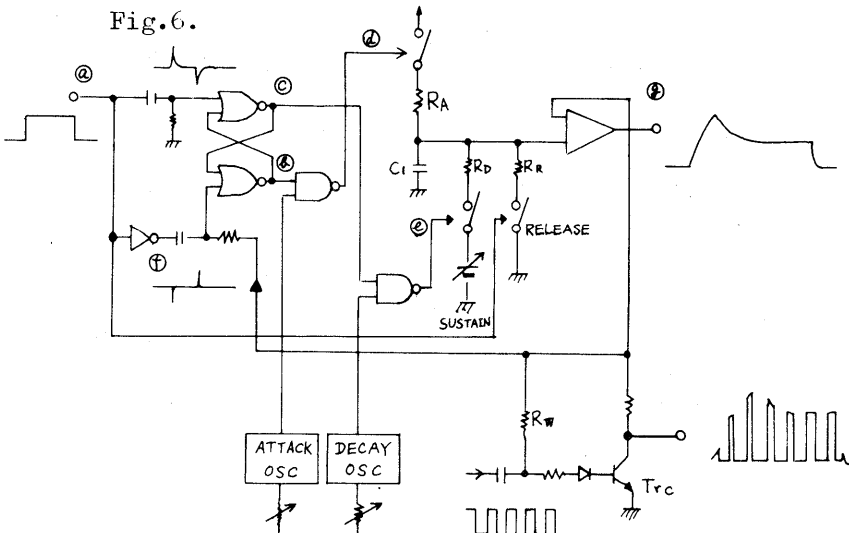 Fig.6.
ⓐ
ⓒ
ⓓ
R_A
ⓖ
ⓑ
C1
R_D
R_R
ⓔ
RELEASE
ⓕ
SUSTAIN
ATTACK OSC
DECAY OSC
R_W
Trc